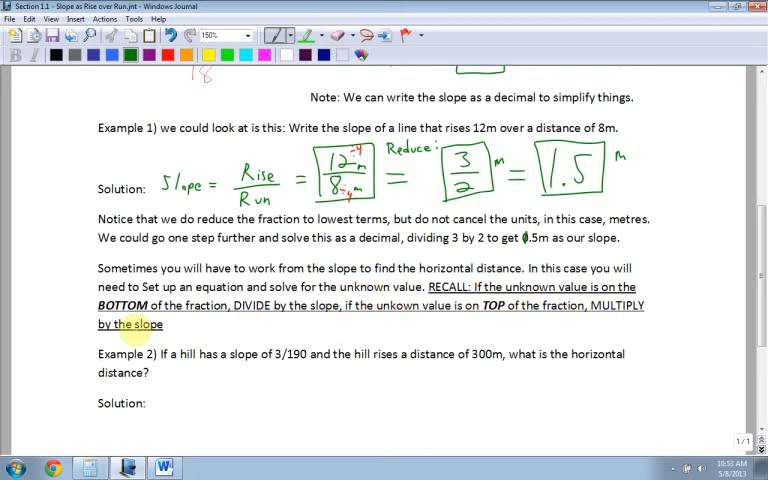 Section 1.1 - Slope as Rise over Run.jnt - Windows Journal
File Edit View Insert Actions Tools Help
150%
B I
18
Note: We can write the slope as a decimal to simplify things.
Example 1) we could look at is this: Write the slope of a line that rises 12m over a distance of 8m.
Reduce:
Solution: Slope = Rise/Run = 12÷4 m/8÷4 m = 3/2 m = 1.5 m
Notice that we do reduce the fraction to lowest terms, but do not cancel the units, in this case, metres.
We could go one step further and solve this as a decimal, dividing 3 by 2 to get .5m as our slope.
Sometimes you will have to work from the slope to find the horizontal distance. In this case you will
need to Set up an equation and solve for the unknown value. RECALL: If the unknown value is on the
BOTTOM of the fraction, DIVIDE by the slope, if the unkown value is on TOP of the fraction, MULTIPLY
by the slope
Example 2) If a hill has a slope of 3/190 and the hill rises a distance of 300m, what is the horizontal
distance?
Solution:
1/1
10:53 AM
5/8/2013